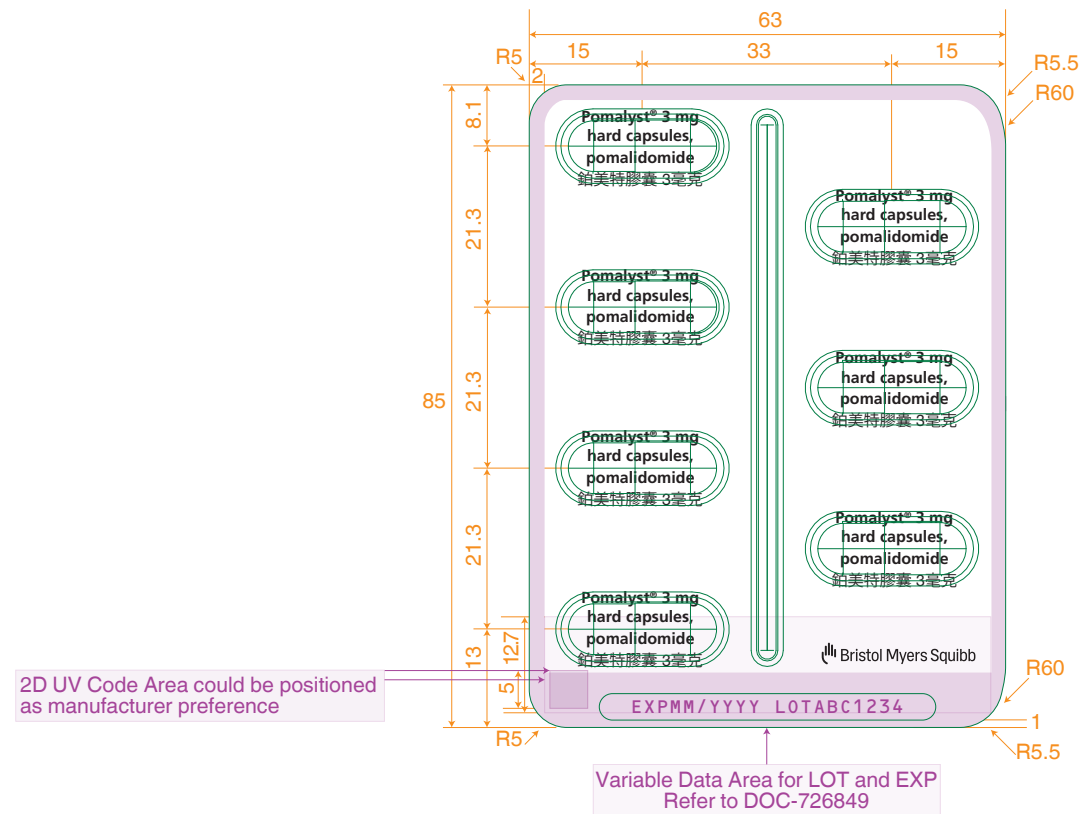 63
15
33
15
R5
2
R5.5
R60
8.1
Pomalyst® 3 mg
hard capsules,
pomalidomide
鉑美特膠囊 3毫克
Pomalyst® 3 mg
hard capsules,
pomalidomide
鉑美特膠囊 3毫克
21.3
Pomalyst® 3 mg
hard capsules,
pomalidomide
鉑美特膠囊 3毫克
85
21.3
Pomalyst® 3 mg
hard capsules,
pomalidomide
鉑美特膠囊 3毫克
Pomalyst® 3 mg
hard capsules,
pomalidomide
鉑美特膠囊 3毫克
21.3
Pomalyst® 3 mg
hard capsules,
pomalidomide
鉑美特膠囊 3毫克
Pomalyst® 3 mg
hard capsules,
pomalidomide
鉑美特膠囊 3毫克
13
12.7
5
Bristol Myers Squibb
R60
2D UV Code Area could be positioned
as manufacturer preference
EXPMM/YYYY LOTABC1234
1
R5
R5.5
Variable Data Area for LOT and EXP
Refer to DOC-726849